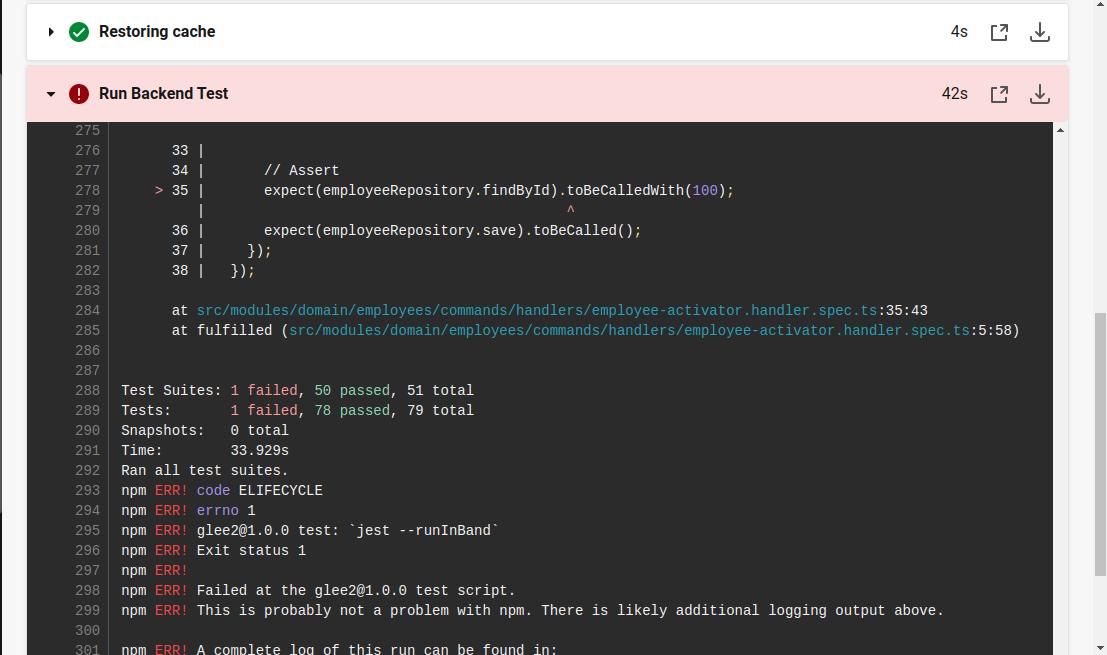 Restoring cache 4s
Run Backend Test 42s
275
276 33 |
277 34 | // Assert
278 > 35 | expect(employeeRepository.findById).toBeCalledWith(100);
279 | ^
280 36 | expect(employeeRepository.save).toBeCalled();
281 37 | });
282 38 | });
283
284 at src/modules/domain/employees/commands/handlers/employee-activator.handler.spec.ts:35:43
285 at fulfilled (src/modules/domain/employees/commands/handlers/employee-activator.handler.spec.ts:5:58)
286
287
288 Test Suites: 1 failed, 50 passed, 51 total
289 Tests: 1 failed, 78 passed, 79 total
290 Snapshots: 0 total
291 Time: 33.929s
292 Ran all test suites.
293 npm ERR! code ELIFECYCLE
294 npm ERR! errno 1
295 npm ERR! glee2@1.0.0 test: `jest --runInBand`
296 npm ERR! Exit status 1
297 npm ERR!
298 npm ERR! Failed at the glee2@1.0.0 test script.
299 npm ERR! This is probably not a problem with npm. There is likely additional logging output above.
300
301 npm ERR! A complete log of this run can be found in: